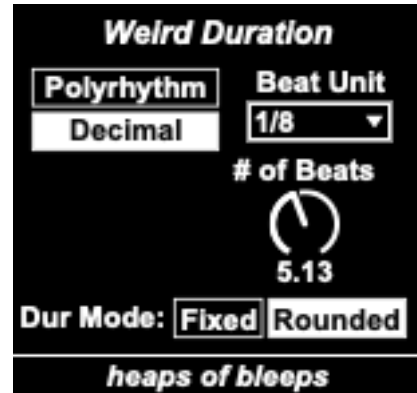 Weird Duration
Polyrhythm
Decimal
Beat Unit
1/8
# of Beats
5.13
Dur Mode: Fixed Rounded
heaps of bleeps